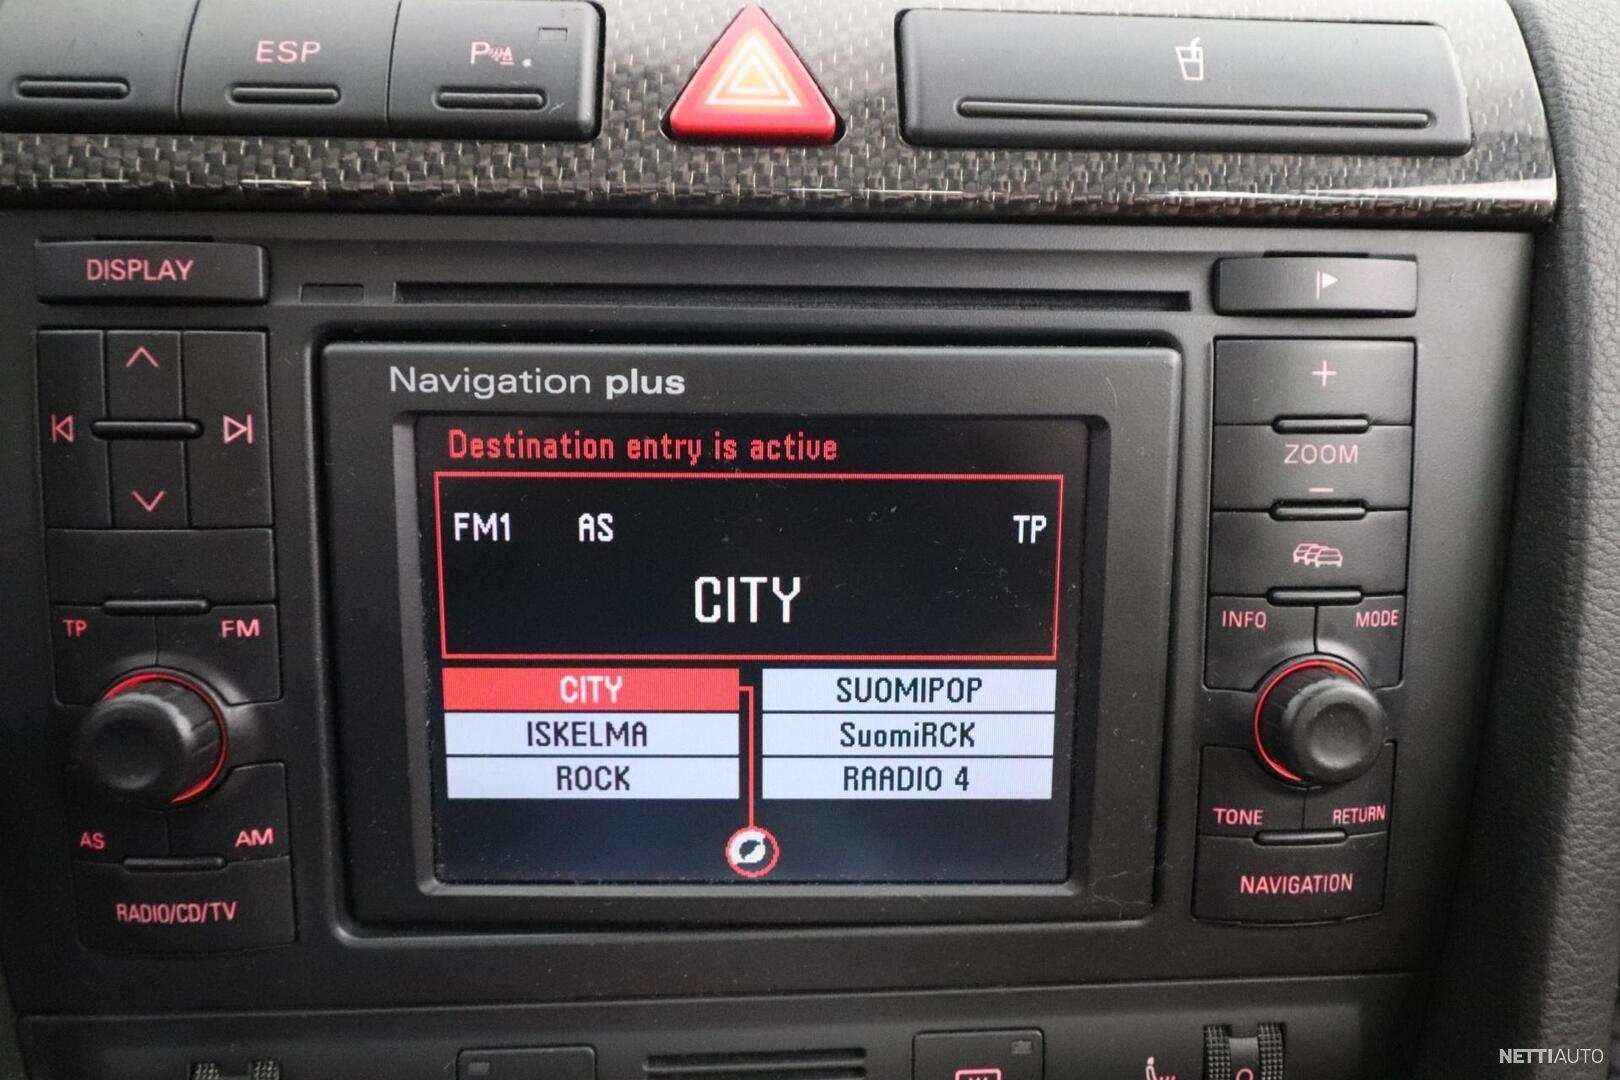 ESP
P
DISPLAY
Navigation plus
Destination entry is active
FM1 AS TP
CITY
CITY SUOMIPOP
ISKELMA SuomiRCK
ROCK RAADIO 4
+
ZOOM
−
TP FM
INFO MODE
AS AM
TONE RETURN
RADIO/CD/TV
NAVIGATION
NETTIAUTO